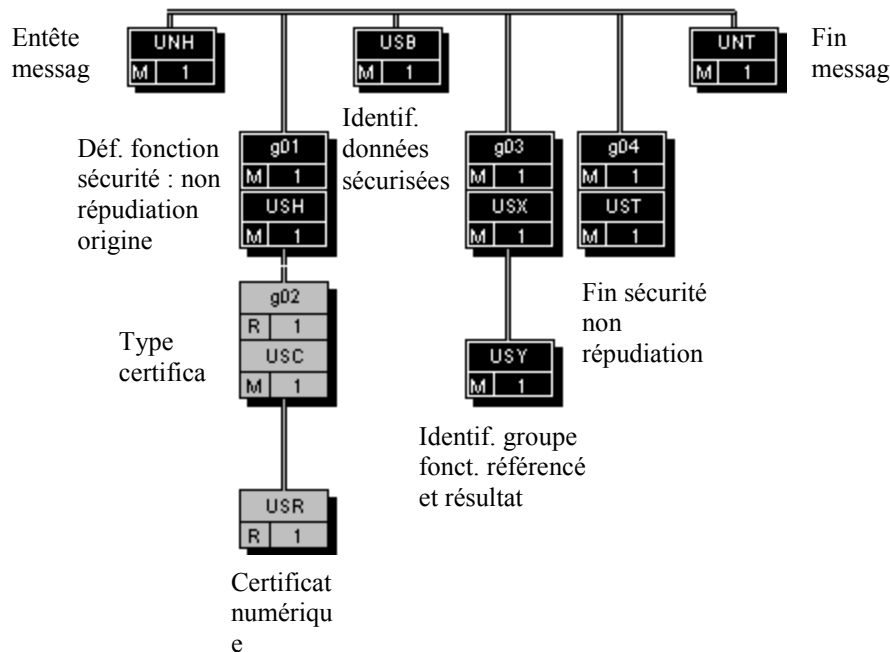 Entête
messag
UNH
M 1
USB
M 1
UNT
M 1
Fin
messag
Déf. fonction
sécurité : non
répudiation
origine
g01
M 1
USH
M 1
Identif.
données
sécurisées
g03
M 1
USX
M 1
g04
M 1
UST
M 1
Type
certifica
g02
R 1
USC
M 1
USY
M 1
Fin sécurité
non
répudiation
Identif. groupe
fonct. référencé
et résultat
USR
R 1
Certificat
numériqu
e